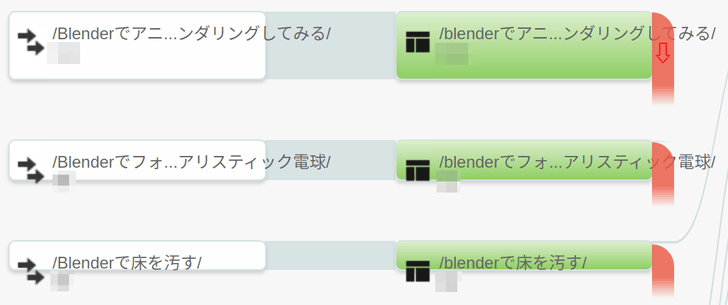 /Blenderでアニ...ンダリングしてみる/
/blenderでアニ...ンダリングしてみる/
/Blenderでフォ...アリスティック電球/
/blenderでフォ...アリスティック電球/
/Blenderで床を汚す/
/blenderで床を汚す/